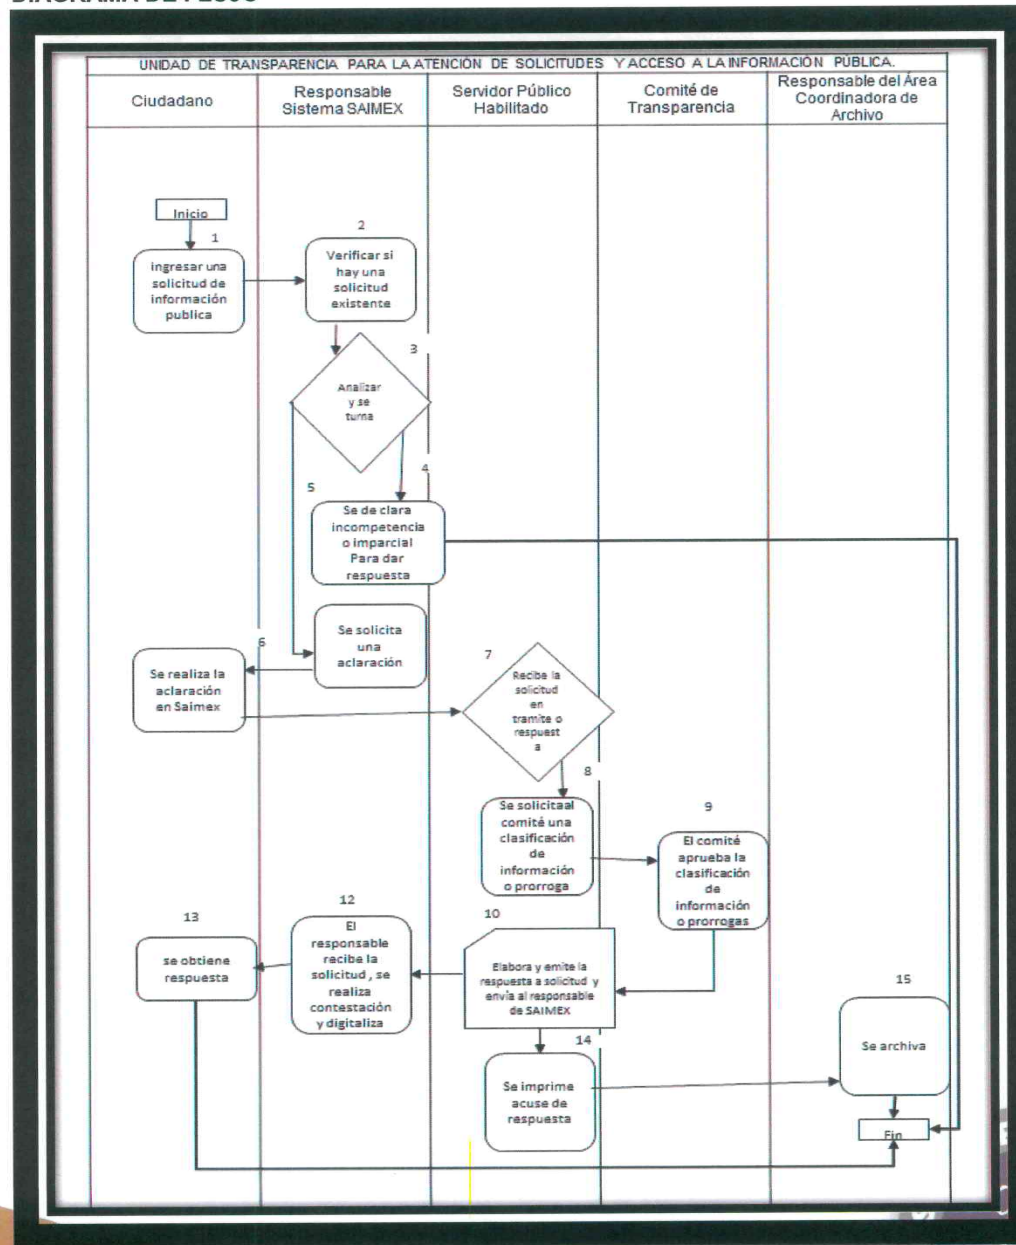 DIAGRAMA DE FLUJO
UNIDAD DE TRANSPARENCIA PARA LA ATENCIÓN DE SOLICITUDES Y ACCESO A LA INFORMACIÓN PÚBLICA.
Ciudadano
Responsable
Sistema SAIMEX
Servidor Público
Habilitado
Comité de
Transparencia
Responsable del Área
Coordinadora de
Archivo
Inicio
1
ingresar una
solicitud de
información
publica
2
Verificar si
hay una
solicitud
existente
3
Analizar
y se
turna
4
5
Se de clara
incompetencia
o imparcial
Para dar
respuesta
Se solicita
una
aclaración
6
Se realiza la
aclaración
en Saimex
7
Recibe la
solicitud
en
tramite o
respuest
a
8
Se solicitaal
comité una
clasificación
de
información
o prorroga
9
El comité
aprueba la
clasificación
de
información
o prorrogas
10
Elabora y emite la
respuesta a solicitud y
envía al responsable
de SAIMEX
12
El
responsable
recibe la
solicitud , se
realiza
contestación
y digitaliza
13
se obtiene
respuesta
14
Se imprime
acuse de
respuesta
15
Se archiva
Fin